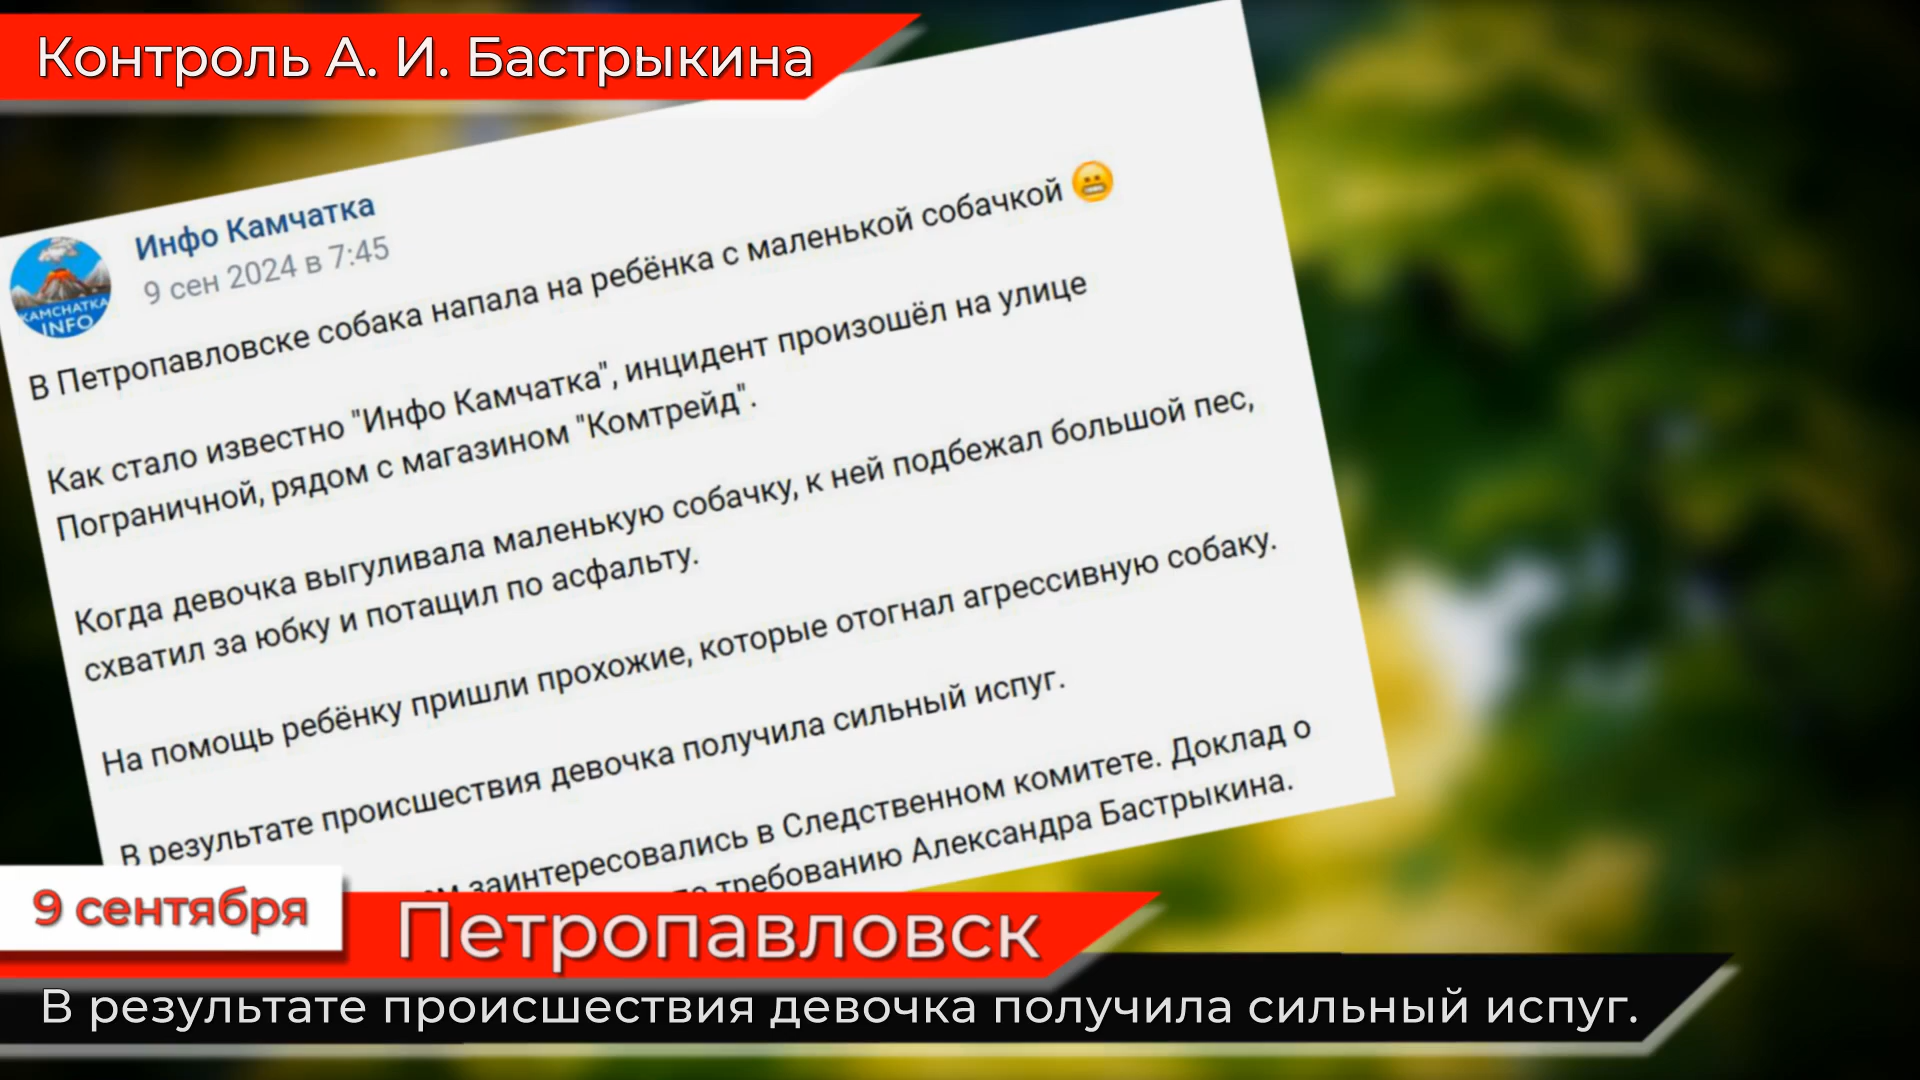 Контроль А. И. Бастрыкина
Инфо Камчатка
9 сен 2024 в 7:45
KAMCHATKA
INFO
В Петропавловске собака напала на ребёнка с маленькой собачкой 😬
Как стало известно "Инфо Камчатка", инцидент произошёл на улице
Пограничной, рядом с магазином "Комтрейд".
Когда девочка выгуливала маленькую собачку, к ней подбежал большой пес,
схватил за юбку и потащил по асфальту.
На помощь ребёнку пришли прохожие, которые отогнал агрессивную собаку.
В результате происшествия девочка получила сильный испуг.
заинтересовались в Следственном комитете. Доклад о
требованию Александра Бастрыкина.
9 сентября
Петропавловск
В результате происшествия девочка получила сильный испуг.